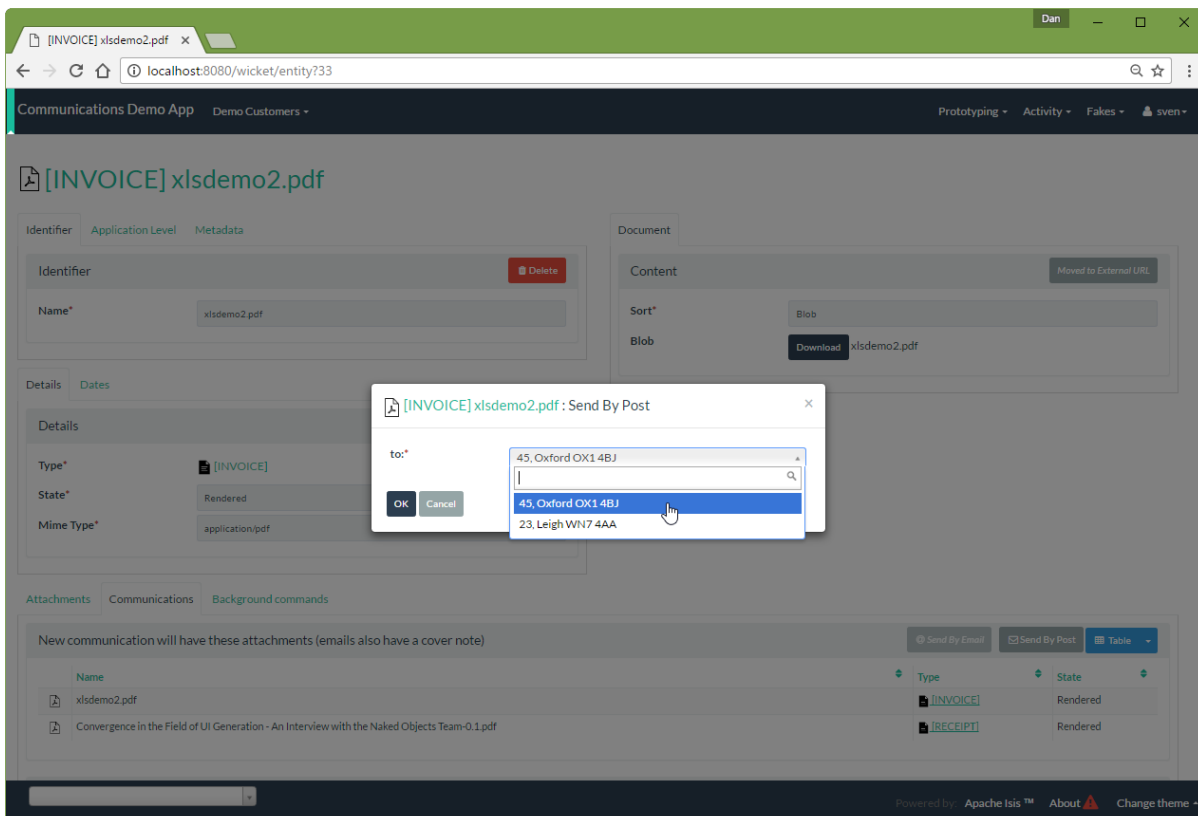 Dan
[INVOICE] xlsdemo2.pdf
localhost:8080/wicket/entity?33
Communications Demo App Demo Customers Prototyping Activity Fakes sven
[INVOICE] xlsdemo2.pdf
Identifier Application Level Metadata
Document
Identifier Delete
Content Moved to External URL
Name* xlsdemo2.pdf
Sort* Blob
Blob Download xlsdemo2.pdf
Details Dates
Details
Type* [INVOICE]
State* Rendered
Mime Type* application/pdf
[INVOICE] xlsdemo2.pdf : Send By Post ×
to:* 45, Oxford OX1 4BJ
45, Oxford OX1 4BJ
23, Leigh WN7 4AA
OK Cancel
Attachments Communications Background commands
New communication will have these attachments (emails also have a cover note) Send By Email Send By Post Table
Name Type State
xlsdemo2.pdf [INVOICE] Rendered
Convergence in the Field of UI Generation - An Interview with the Naked Objects Team-0.1.pdf [RECEIPT] Rendered
Powered by: Apache Isis ™ About Change theme